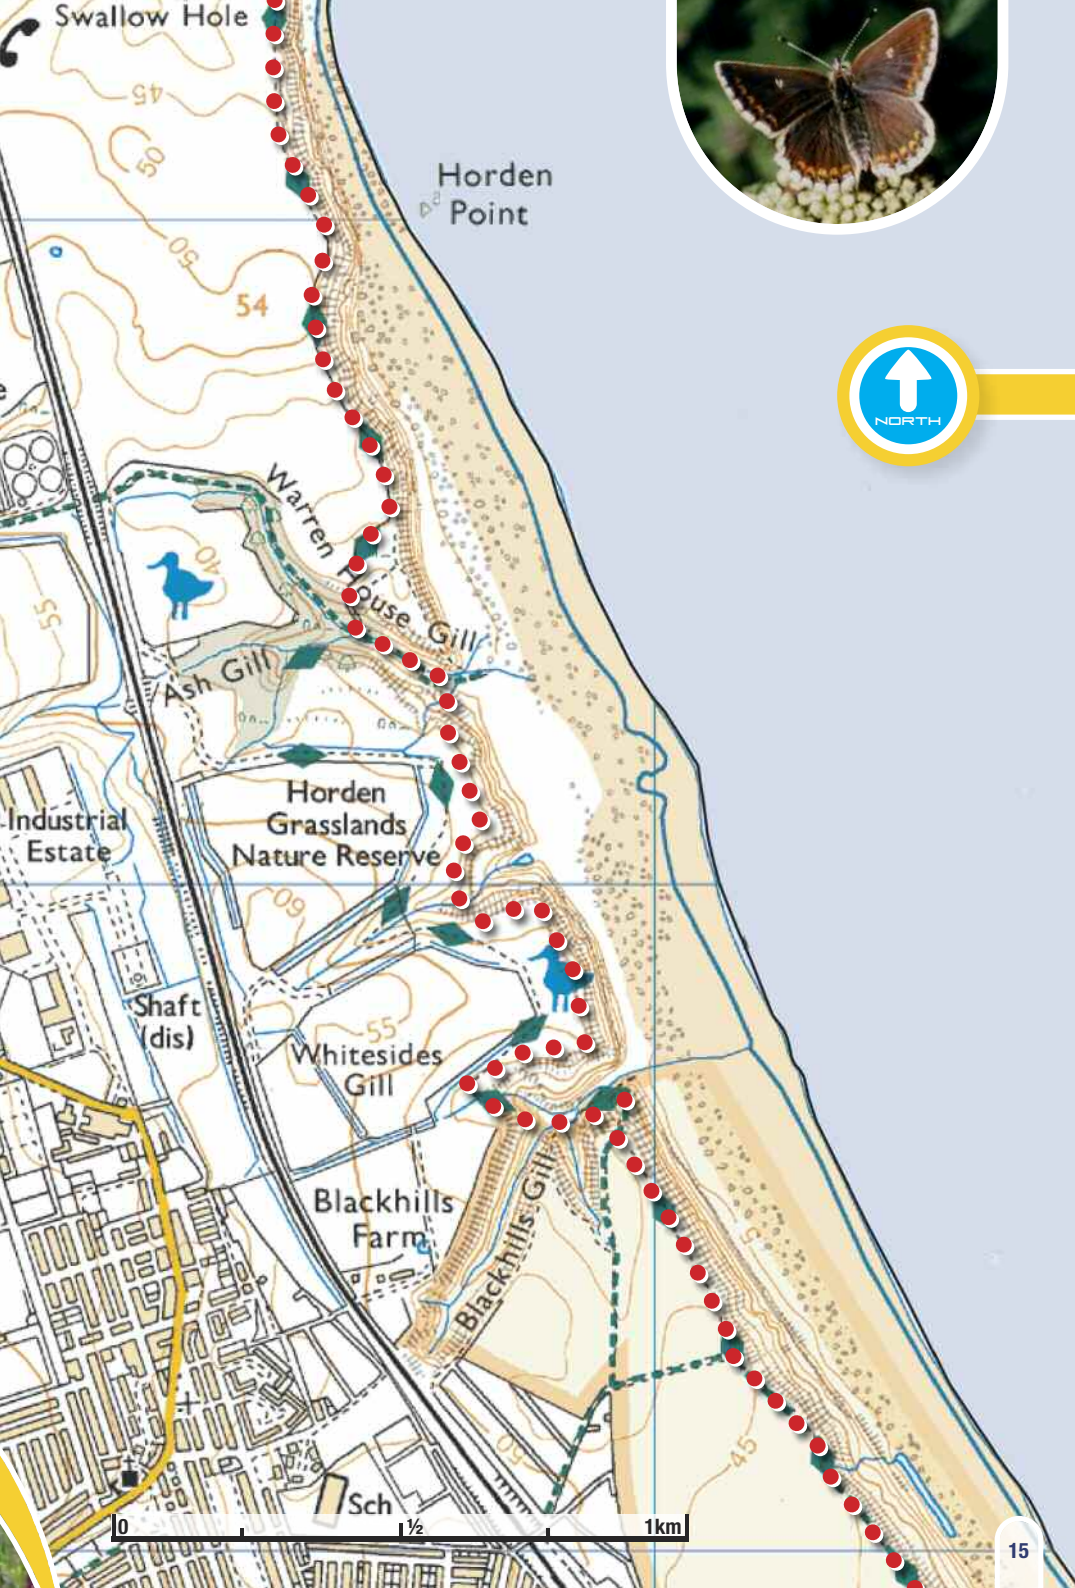 Swallow Hole
45
50
Horden
Point
50
54
NORTH
Warren House Gill
40
55
Ash Gill
Horden
Grasslands
Nature Reserve
Industrial
Estate
60
Shaft
(dis)
55
Whitesides
Gill
Blackhills
Farm
Blackhills Gill
5
45
50
Sch
0
½
1km
15